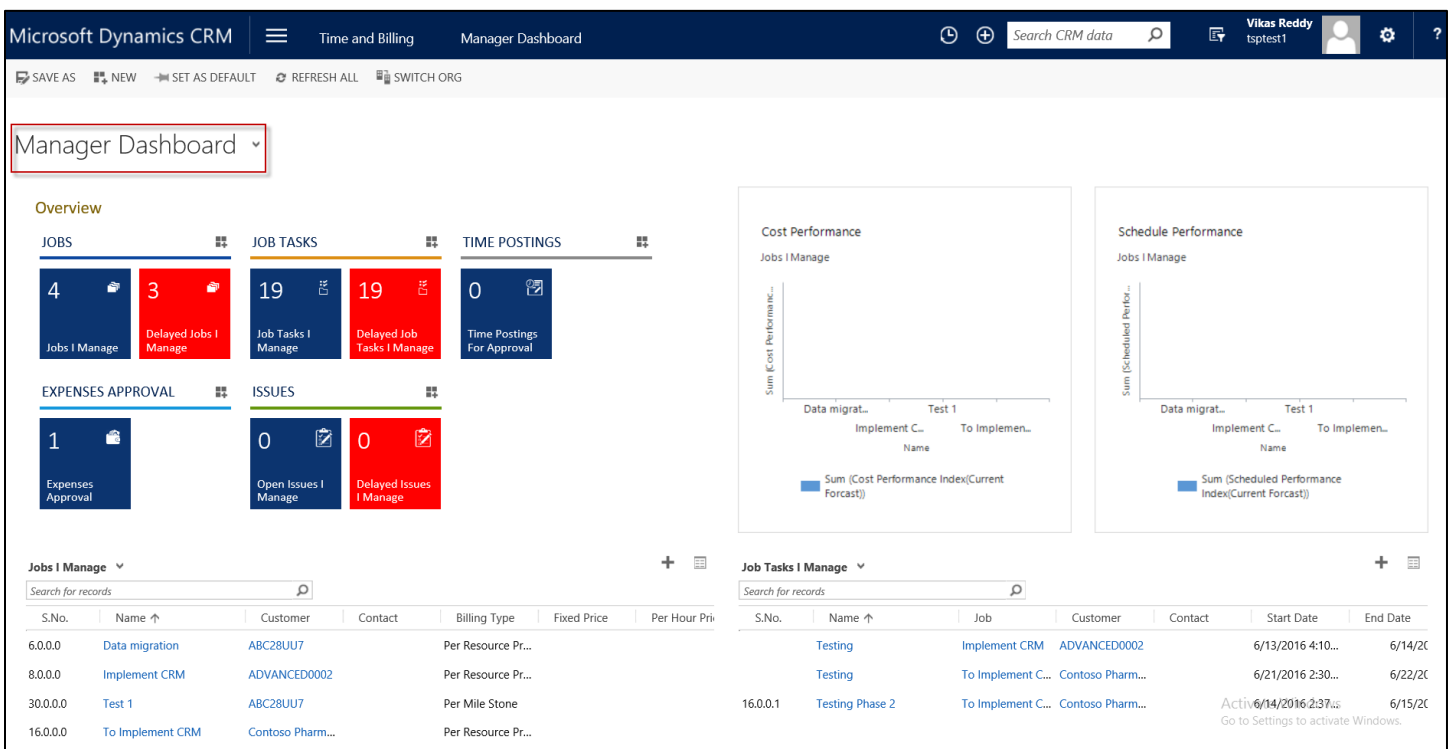 Microsoft Dynamics CRM Time and Billing Manager Dashboard Search CRM data Vikas Reddy
tsptest1 ?
SAVE AS NEW SET AS DEFAULT REFRESH ALL SWITCH ORG
Manager Dashboard
Overview
JOBS JOB TASKS TIME POSTINGS
4 3 19 19 0
Jobs I Manage
Delayed Jobs I
Manage
Job Tasks I
Manage
Delayed Job
Tasks I Manage
Time Postings
For Approval
EXPENSES APPROVAL ISSUES
1 0 0
Expenses
Approval
Open Issues I
Manage
Delayed Issues
I Manage
Cost Performance
Jobs I Manage
Sum (Cost Performanc...
Data migrat... Test 1
Implement C... To Implemen...
Name
Sum (Cost Performance Index(Current
Forcast))
Schedule Performance
Jobs I Manage
Sum (Scheduled Perfor...
Data migrat... Test 1
Implement C... To Implemen...
Name
Sum (Scheduled Performance
Index(Current Forcast))
Jobs I Manage
Search for records
S.No. Name Customer Contact Billing Type Fixed Price Per Hour Pri
6.0.0.0 Data migration ABC28UU7 Per Resource Pr...
8.0.0.0 Implement CRM ADVANCED0002 Per Resource Pr...
30.0.0.0 Test 1 ABC28UU7 Per Mile Stone
16.0.0.0 To Implement CRM Contoso Pharm... Per Resource Pr...
Job Tasks I Manage
Search for records
S.No. Name Job Customer Contact Start Date End Date
Testing Implement CRM ADVANCED0002 6/13/2016 4:10... 6/14/20
Testing To Implement C... Contoso Pharm... 6/21/2016 2:30... 6/22/20
16.0.0.1 Testing Phase 2 To Implement C... Contoso Pharm... 6/14/2016 2:37... 6/15/20
Activate Windows
Go to Settings to activate Windows.